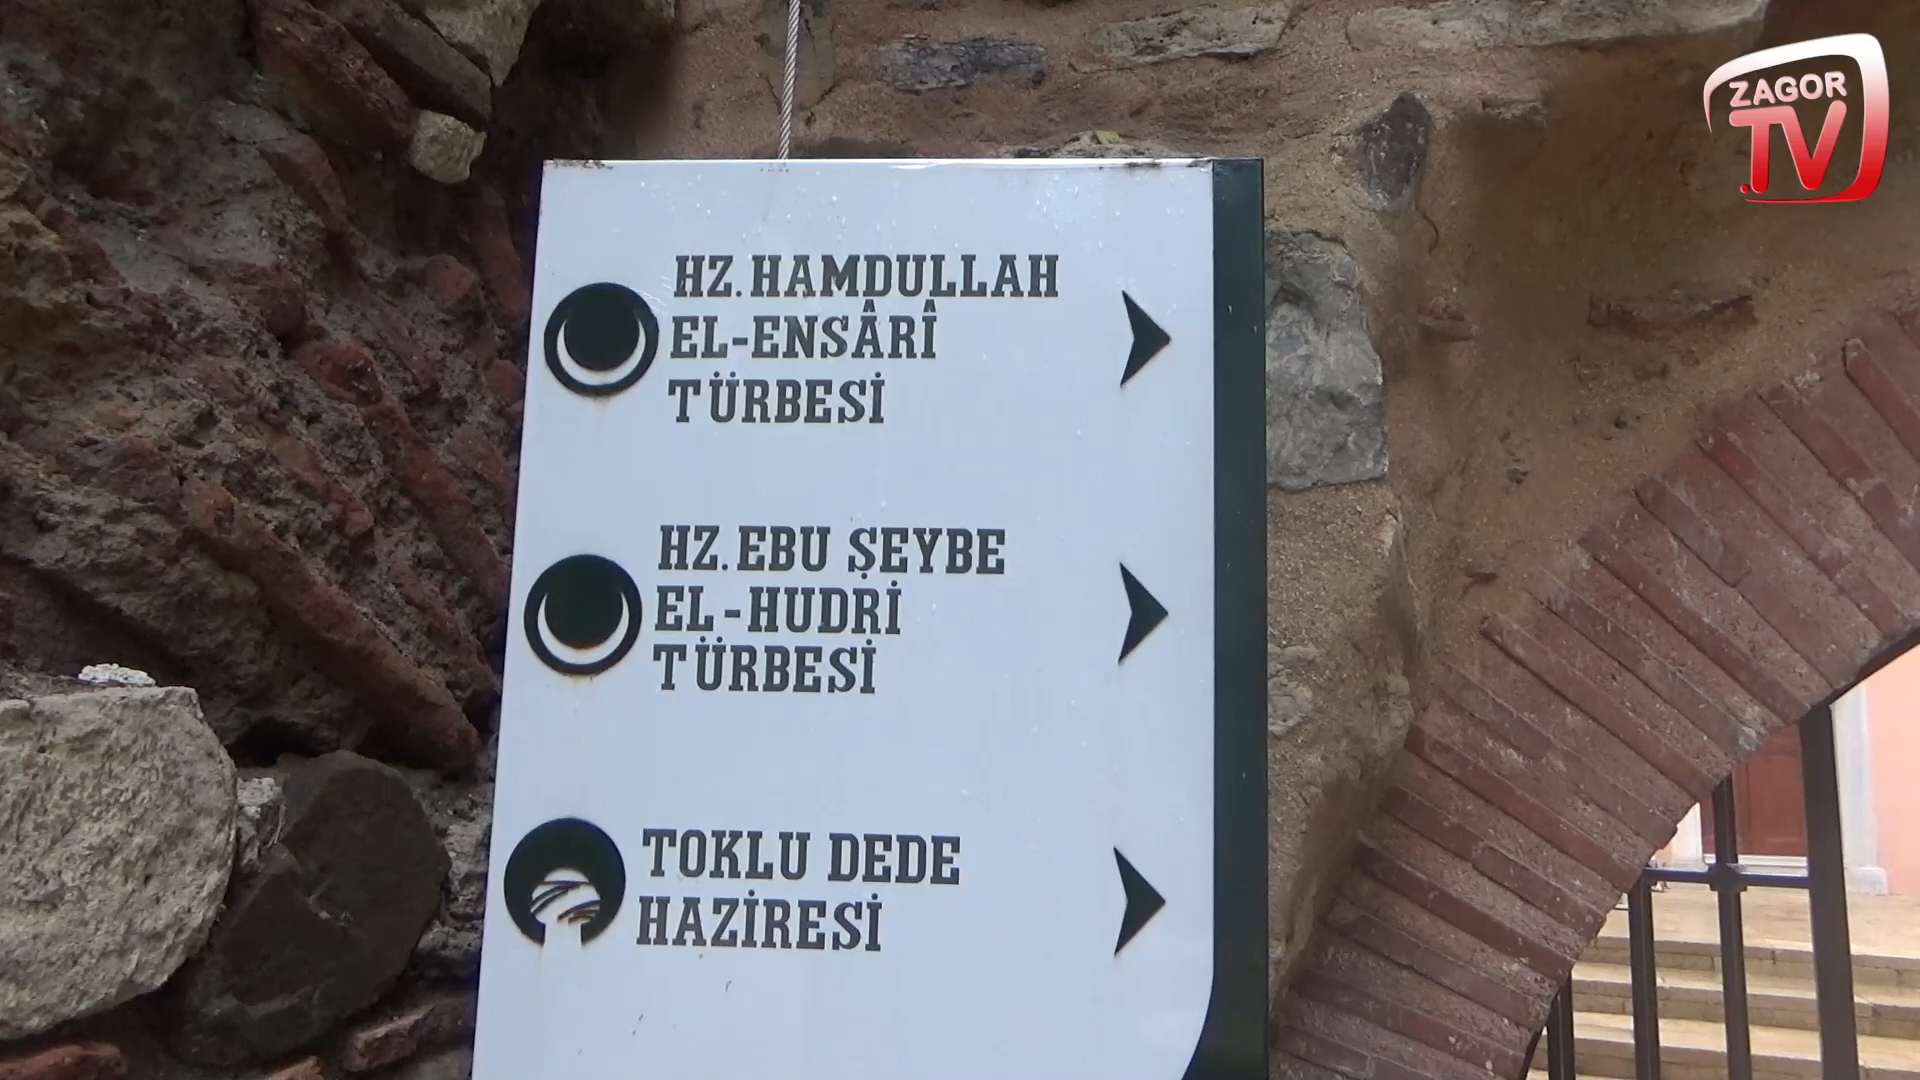 ZAGOR
TV
HZ. HAMDULLAH
EL-ENSÂRÎ
TÜRBESİ
HZ. EBU ŞEYBE
EL-HUDRİ
TÜRBESİ
TOKLU DEDE
HAZİRESİ